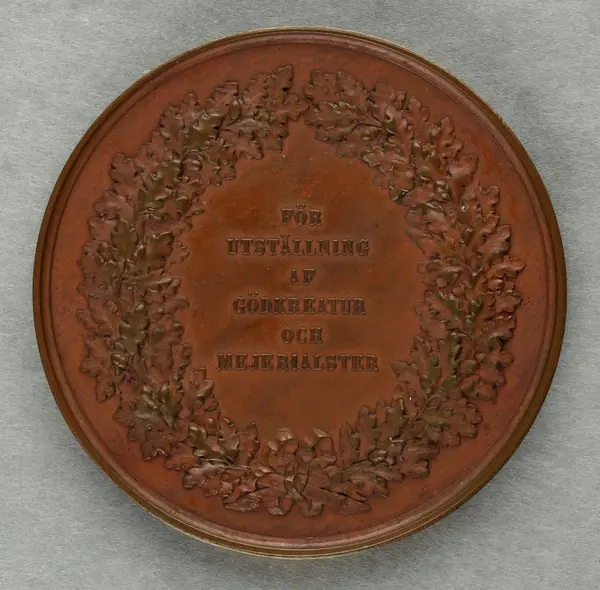 FÖR
UTSTÄLLNING
AF
GÖDKREATUR
OCH
MEJERIALSTER